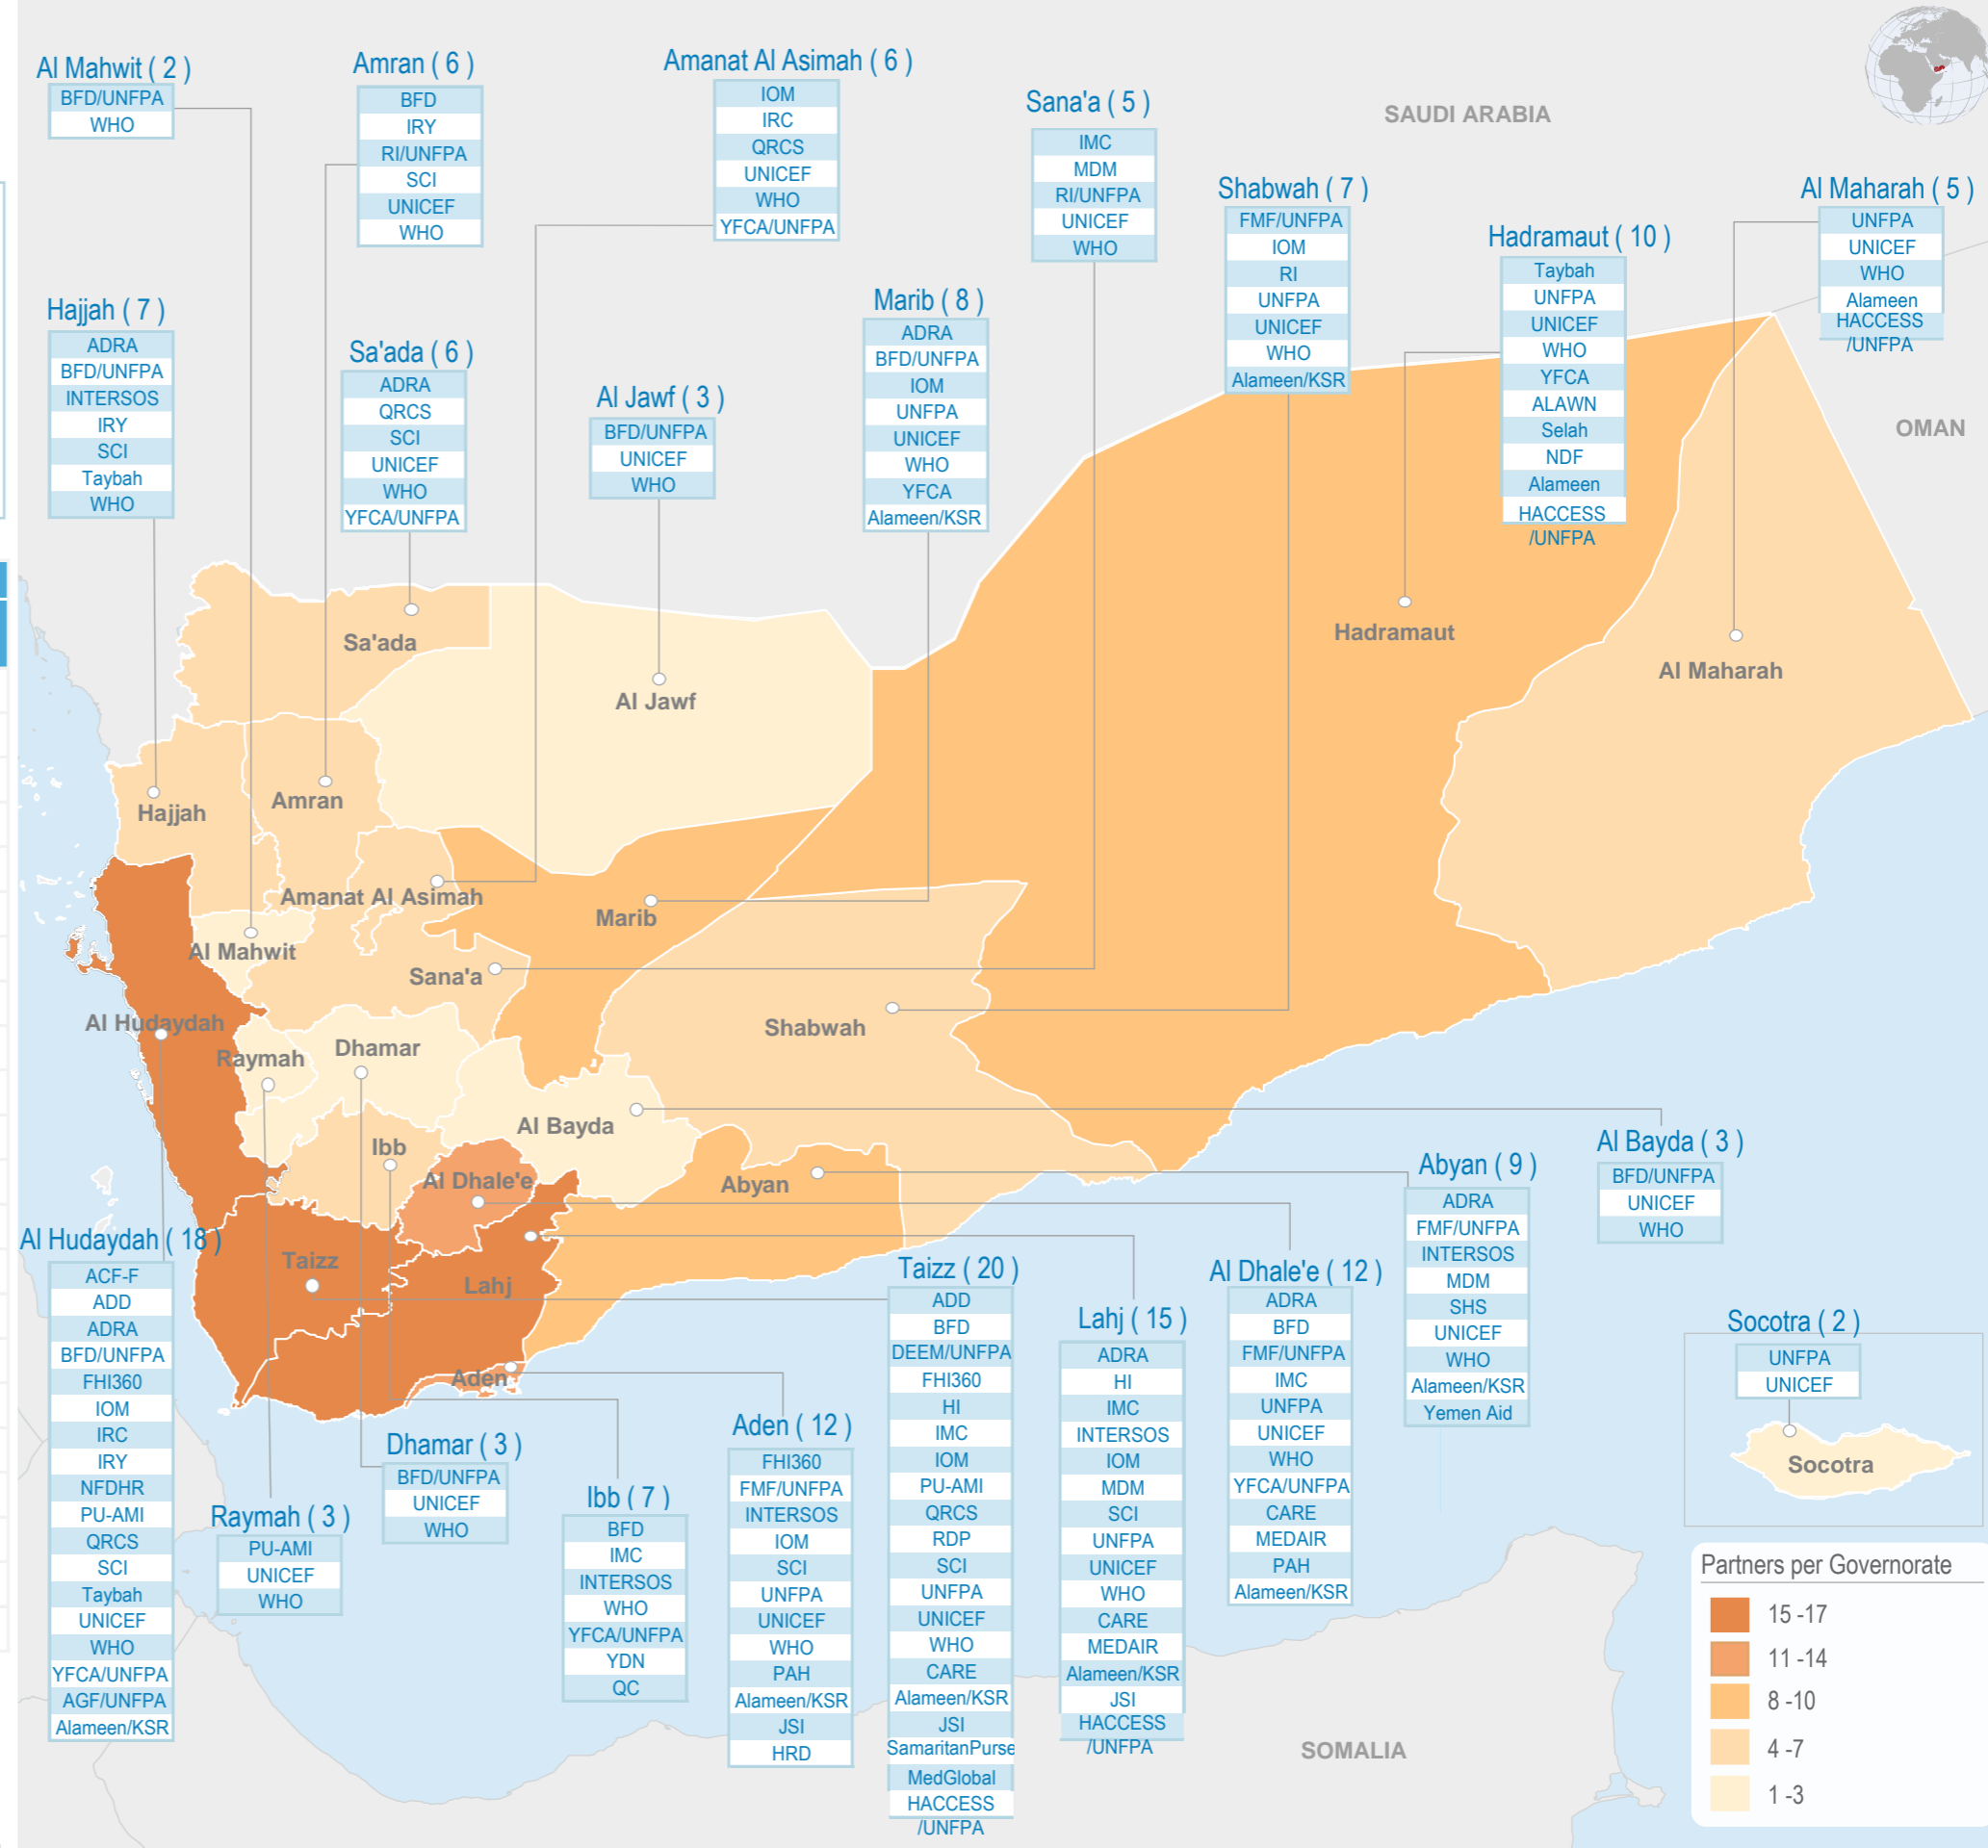 Al Mahwit ( 2 )
BFD/UNFPA
WHO
Amran ( 6 )
BFD
IRY
RI/UNFPA
SCI
UNICEF
WHO
Amanat Al Asimah ( 6 )
IOM
IRC
QRCS
UNICEF
WHO
YFCA/UNFPA
Sana'a ( 5 )
IMC
MDM
RI/UNFPA
UNICEF
WHO
SAUDI ARABIA
Shabwah ( 7 )
FMF/UNFPA
IOM
RI
UNFPA
UNICEF
WHO
Alameen/KSR
Hadramaut ( 10 )
Taybah
UNFPA
UNICEF
WHO
YFCA
ALAWN
Selah
NDF
Alameen
HACCESS
/UNFPA
Al Maharah ( 5 )
UNFPA
UNICEF
WHO
Alameen
HACCESS
/UNFPA
OMAN
Hajjah ( 7 )
ADRA
BFD/UNFPA
INTERSOS
IRY
SCI
Taybah
WHO
Sa'ada ( 6 )
ADRA
QRCS
SCI
UNICEF
WHO
YFCA/UNFPA
Al Jawf ( 3 )
BFD/UNFPA
UNICEF
WHO
Marib ( 8 )
ADRA
BFD/UNFPA
IOM
UNFPA
UNICEF
WHO
YFCA
Alameen/KSR
Sa'ada
Al Jawf
Hadramaut
Al Maharah
Hajjah
Amran
Amanat Al Asimah
Marib
Al Mahwit
Sana'a
Shabwah
Al Hudaydah
Raymah
Dhamar
Al Bayda
Ibb
Al Dhale'e
Abyan
Taizz
Lahj
Aden
Al Hudaydah ( 18 )
ACF-F
ADD
ADRA
BFD/UNFPA
FHI360
IOM
IRC
IRY
NFDHR
PU-AMI
QRCS
SCI
Taybah
UNICEF
WHO
YFCA/UNFPA
AGF/UNFPA
Alameen/KSR
Raymah ( 3 )
PU-AMI
UNICEF
WHO
Dhamar ( 3 )
BFD/UNFPA
UNICEF
WHO
Ibb ( 7 )
BFD
IMC
INTERSOS
WHO
YFCA/UNFPA
YDN
QC
Aden ( 12 )
FHI360
FMF/UNFPA
INTERSOS
IOM
SCI
UNFPA
UNICEF
WHO
PAH
Alameen/KSR
JSI
HRD
Taizz ( 20 )
ADD
BFD
DEEM/UNFPA
FHI360
HI
IMC
IOM
PU-AMI
QRCS
RDP
SCI
UNFPA
UNICEF
WHO
CARE
Alameen/KSR
JSI
SamaritanPurse
MedGlobal
HACCESS
/UNFPA
Lahj ( 15 )
ADRA
HI
IMC
INTERSOS
IOM
MDM
SCI
UNFPA
UNICEF
WHO
CARE
MEDAIR
Alameen/KSR
JSI
HACCESS
/UNFPA
Al Dhale'e ( 12 )
ADRA
BFD
FMF/UNFPA
IMC
UNFPA
UNICEF
WHO
YFCA/UNFPA
CARE
MEDAIR
PAH
Alameen/KSR
Abyan ( 9 )
ADRA
FMF/UNFPA
INTERSOS
MDM
SHS
UNICEF
WHO
Alameen/KSR
Yemen Aid
Al Bayda ( 3 )
BFD/UNFPA
UNICEF
WHO
Socotra ( 2 )
UNFPA
UNICEF
Socotra
SOMALIA
Partners per Governorate
15 -17
11 -14
8 -10
4 -7
1 -3